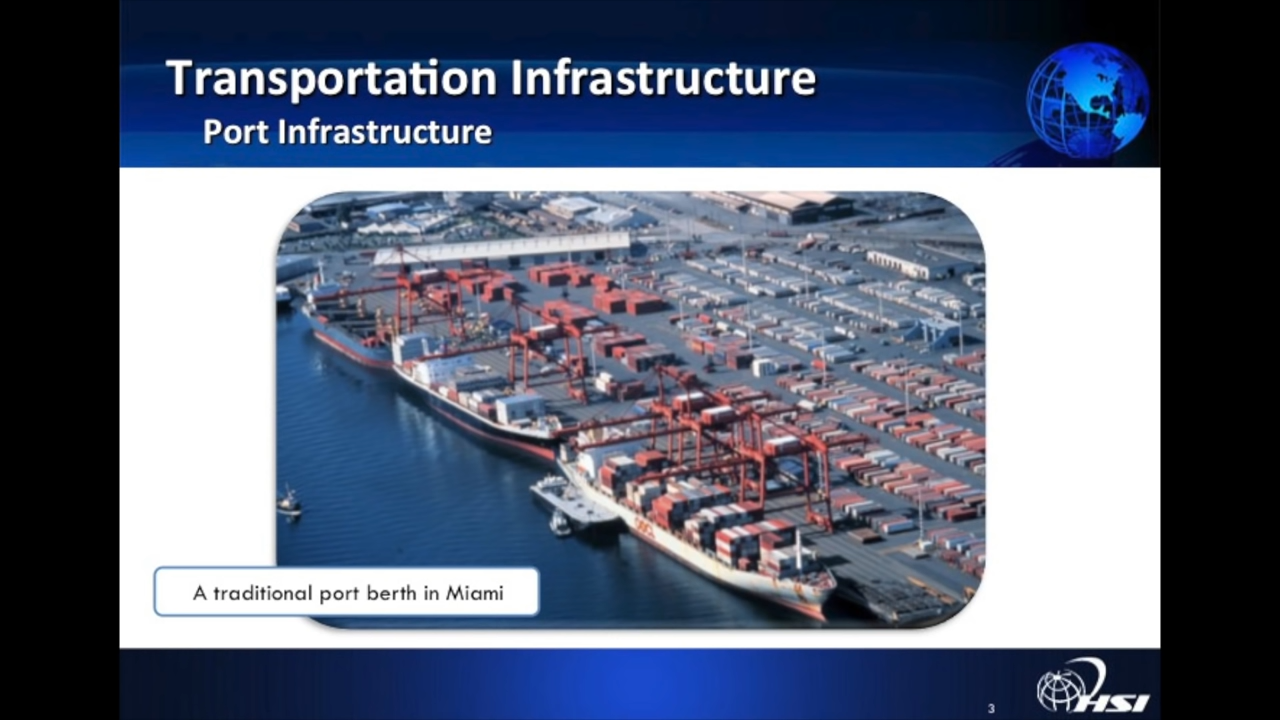 Transportation Infrastructure
Port Infrastructure
A traditional port berth in Miami
3
HSI